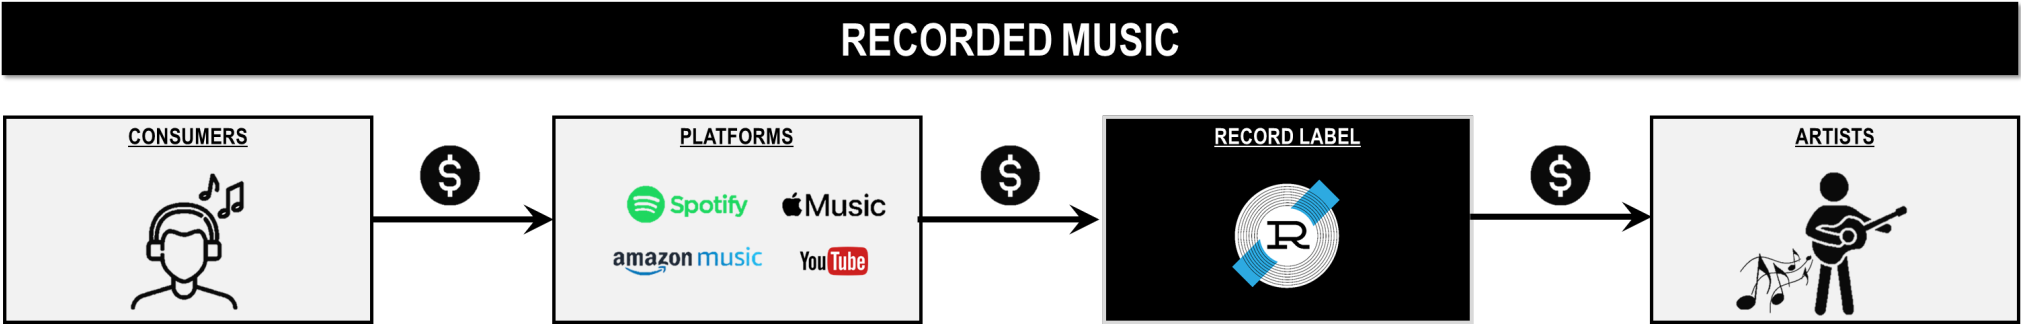 RECORDED MUSIC
CONSUMERS
$
PLATFORMS
Spotify
Music
amazon music
YouTube
$
RECORD LABEL
R
$
ARTISTS